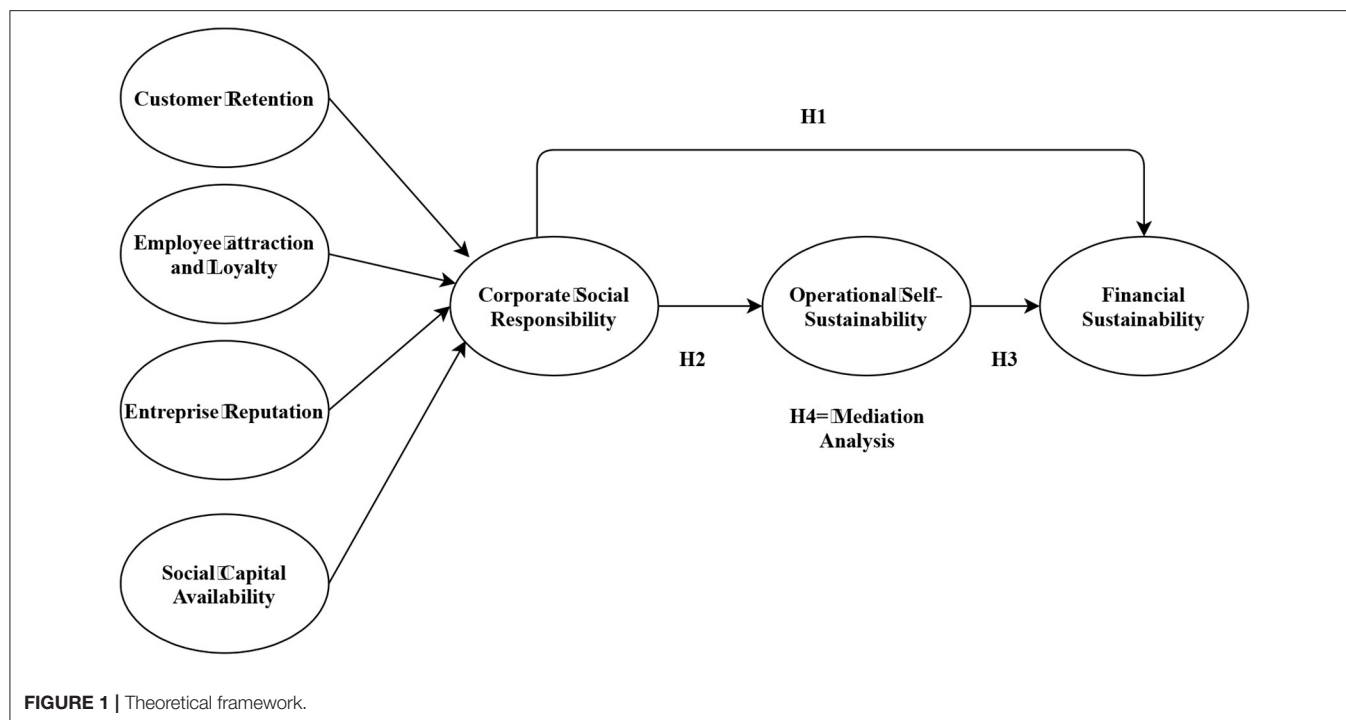 Customer Retention
H1
Employee attraction
and Loyalty
Corporate Social
Responsibility
Operational Self-
Sustainability
Financial
Sustainability
H2
H3
Entreprise Reputation
H4= Mediation
Analysis
Social Capital
Availability
FIGURE 1 | Theoretical framework.